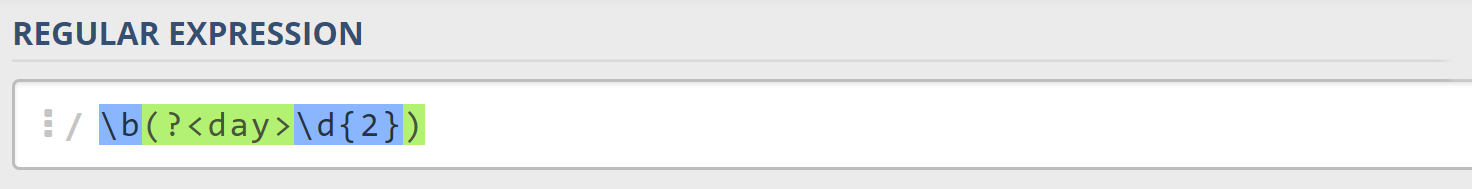 REGULAR EXPRESSION
/ \b(?<day>\d{2})